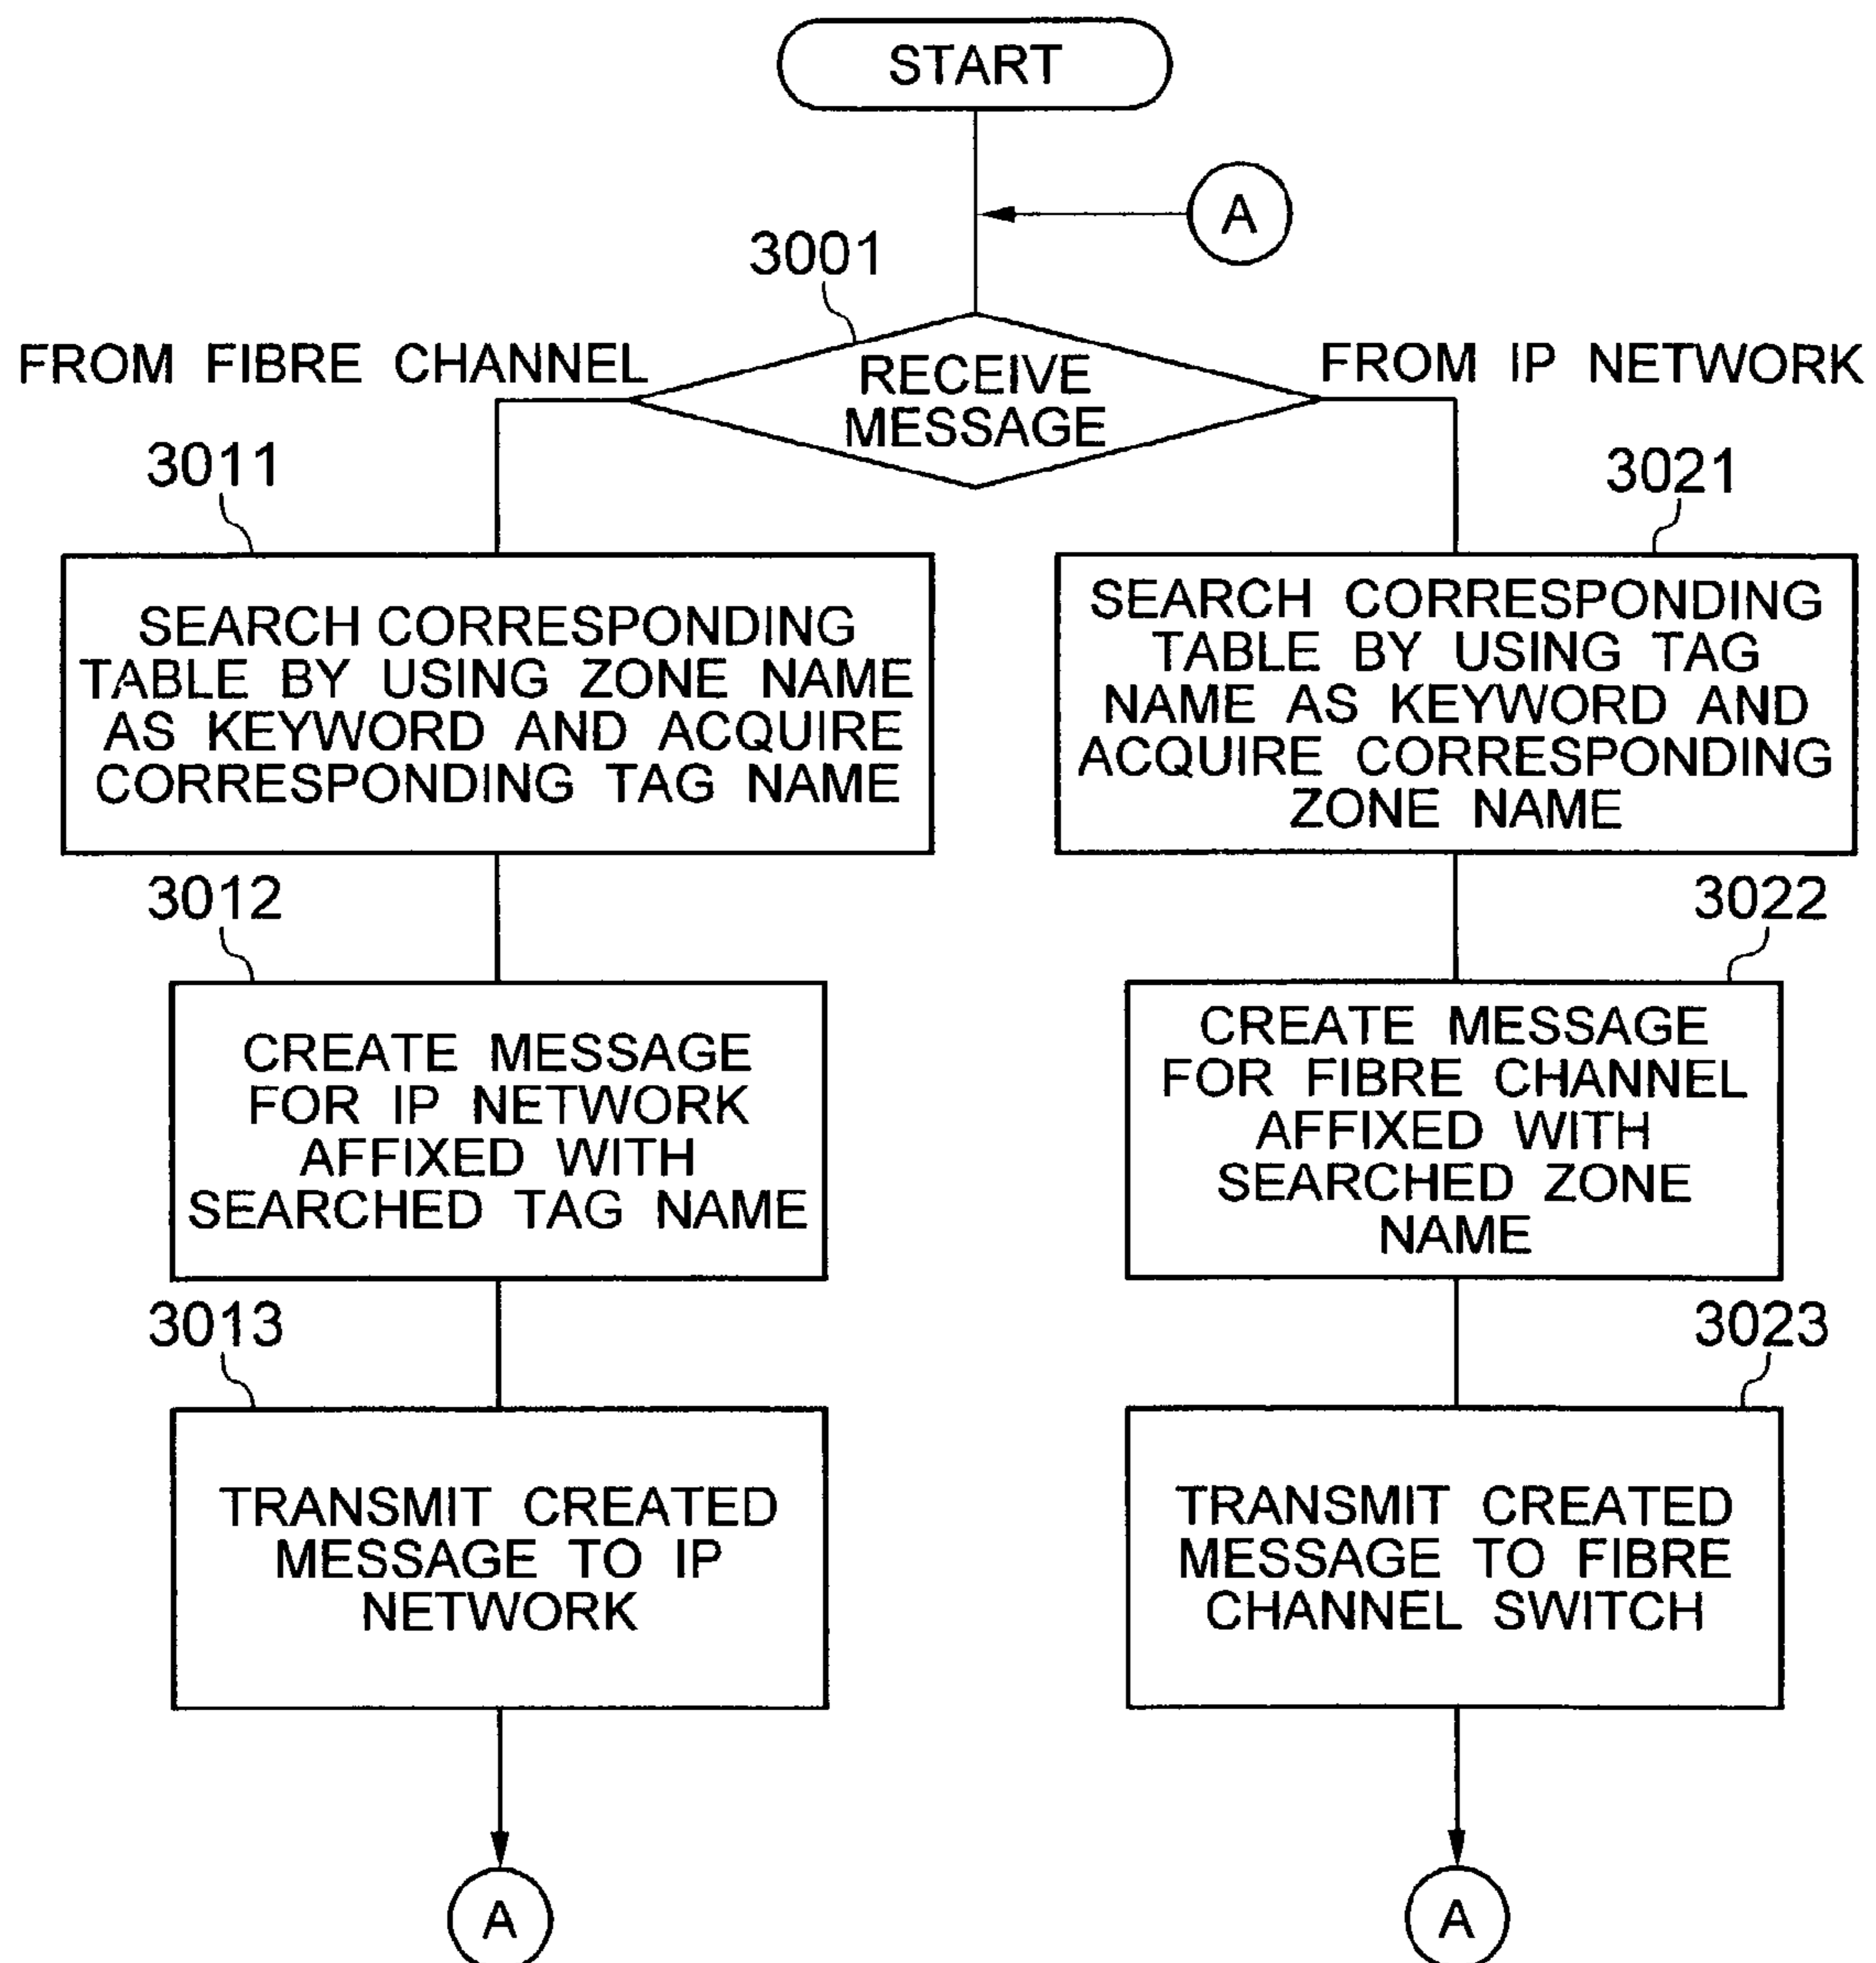 START
A
3001
FROM FIBRE CHANNEL
RECEIVE
MESSAGE
FROM IP NETWORK
3011
SEARCH CORRESPONDING
TABLE BY USING ZONE NAME
AS KEYWORD AND ACQUIRE
CORRESPONDING TAG NAME
3021
SEARCH CORRESPONDING
TABLE BY USING TAG
NAME AS KEYWORD AND
ACQUIRE CORRESPONDING
ZONE NAME
3012
CREATE MESSAGE
FOR IP NETWORK
AFFIXED WITH
SEARCHED TAG NAME
3022
CREATE MESSAGE
FOR FIBRE CHANNEL
AFFIXED WITH
SEARCHED ZONE
NAME
3013
TRANSMIT CREATED
MESSAGE TO IP
NETWORK
3023
TRANSMIT CREATED
MESSAGE TO FIBRE
CHANNEL SWITCH
A
A